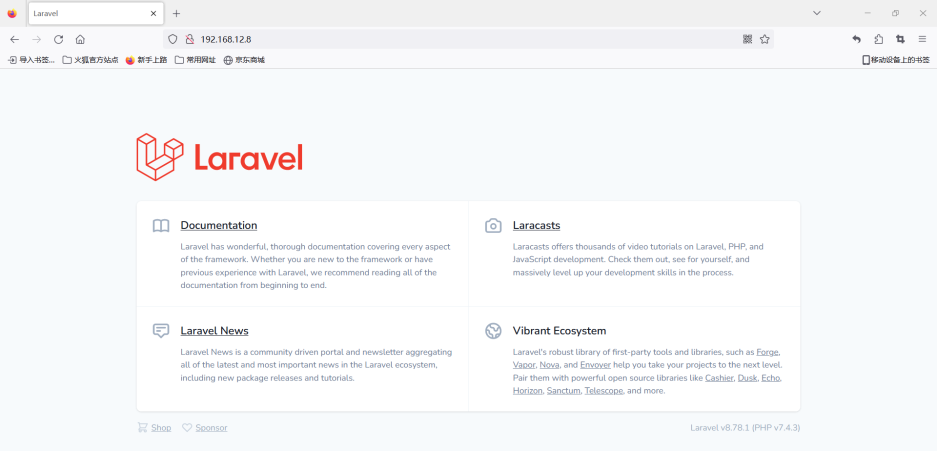 Laravel
192.168.12.8
导入书签...
火狐官方站点
新手上路
常用网址
京东商城
移动设备上的书签
Laravel
Documentation
Laravel has wonderful, thorough documentation covering every aspect
of the framework. Whether you are new to the framework or have
previous experience with Laravel, we recommend reading all of the
documentation from beginning to end.
Laracasts
Laracasts offers thousands of video tutorials on Laravel, PHP, and
JavaScript development. Check them out, see for yourself, and
massively level up your development skills in the process.
Laravel News
Laravel News is a community driven portal and newsletter aggregating
all of the latest and most important news in the Laravel ecosystem,
including new package releases and tutorials.
Vibrant Ecosystem
Laravel's robust library of first-party tools and libraries, such as Forge,
Vapor, Nova, and Envoyer help you take your projects to the next level.
Pair them with powerful open source libraries like Cashier, Dusk, Echo,
Horizon, Sanctum, Telescope, and more.
Shop
Sponsor
Laravel v8.78.1 (PHP v7.4.3)